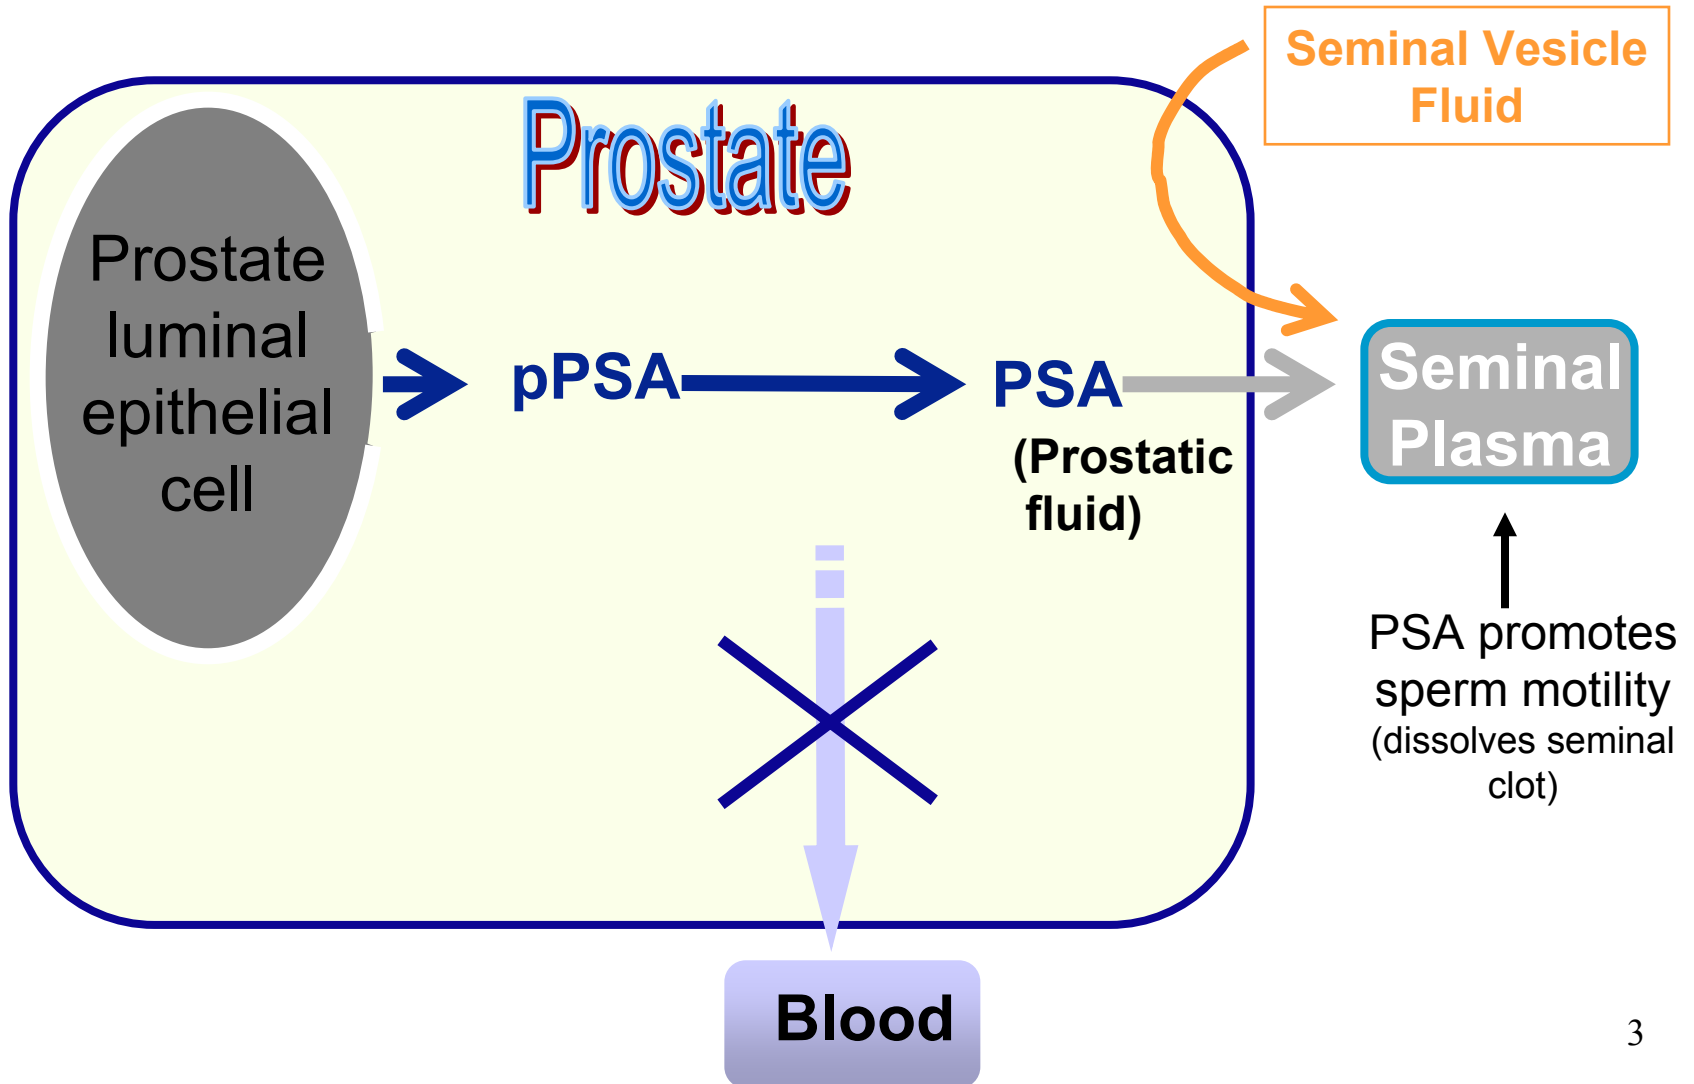 Seminal Vesicle
Fluid
Prostate
Prostate
luminal
epithelial
cell
pPSA
PSA
(Prostatic
fluid)
Seminal
Plasma
PSA promotes
sperm motility
(dissolves seminal
clot)
Blood
3